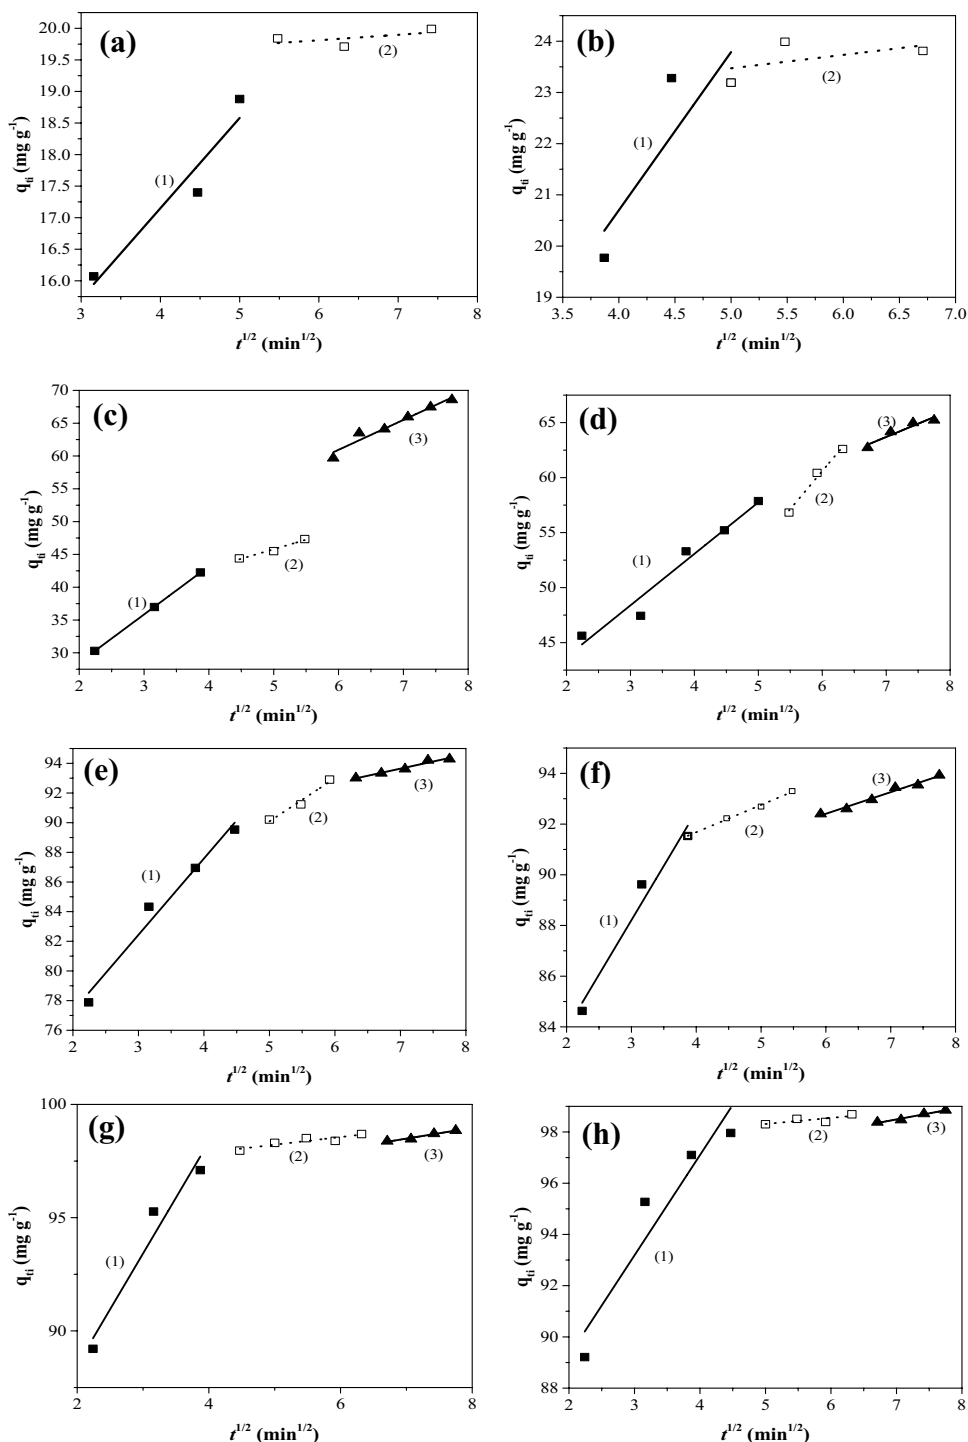 (a)
20.0
19.5
19.0
18.5
18.0
17.5
17.0
16.5
16.0
q_ti (mg g⁻¹)
(1)
(2)
3 4 5 6 7 8
t^1/2 (min^1/2)
(b)
24
23
22
21
20
19
q_ti (mg g⁻¹)
(1)
(2)
3.5 4.0 4.5 5.0 5.5 6.0 6.5 7.0
t^1/2 (min^1/2)
(c)
70
65
60
55
50
45
40
35
30
q_ti (mg g⁻¹)
(1)
(2)
(3)
2 3 4 5 6 7 8
t^1/2 (min^1/2)
(d)
65
60
55
50
45
q_ti (mg g⁻¹)
(1)
(2)
(3)
2 3 4 5 6 7 8
t^1/2 (min^1/2)
(e)
94
92
90
88
86
84
82
80
78
76
q_ti (mg g⁻¹)
(1)
(2)
(3)
2 3 4 5 6 7 8
t^1/2 (min^1/2)
(f)
94
92
90
88
86
84
q_ti (mg g⁻¹)
(1)
(2)
(3)
2 3 4 5 6 7 8
t^1/2 (min^1/2)
(g)
100
95
90
q_ti (mg g⁻¹)
(1)
(2)
(3)
2 4 6 8
t^1/2 (min^1/2)
(h)
98
96
94
92
90
88
q_ti (mg g⁻¹)
(1)
(2)
(3)
2 3 4 5 6 7 8
t^1/2 (min^1/2)